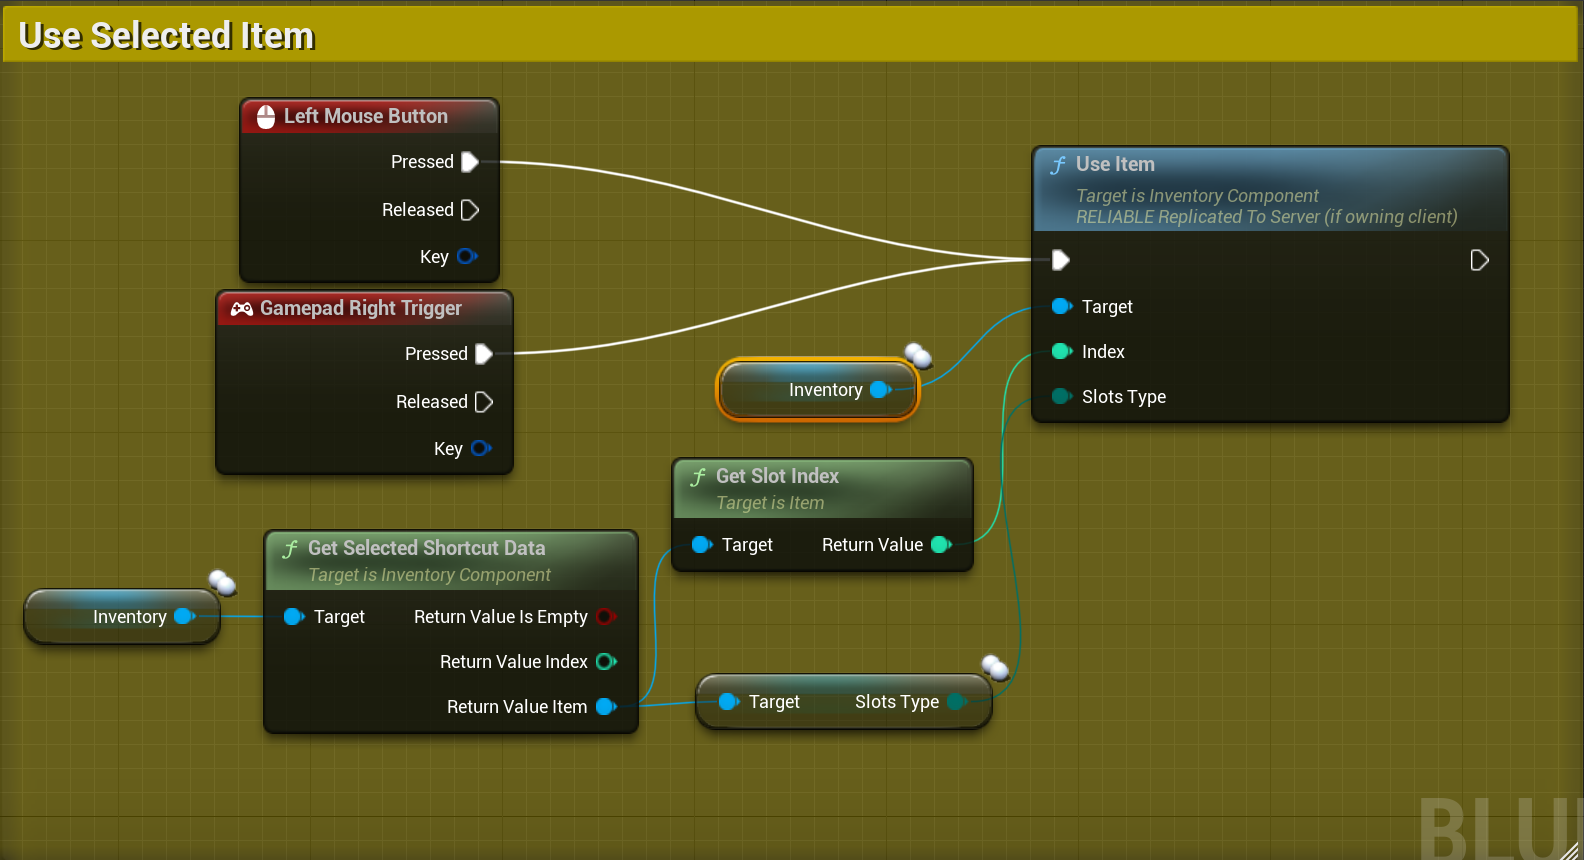 Use Selected Item
Left Mouse Button
Pressed
Released
Key
Gamepad Right Trigger
Pressed
Released
Key
Use Item
Target is Inventory Component
RELIABLE Replicated To Server (if owning client)
Target
Index
Slots Type
Inventory
Get Slot Index
Target is Item
Target Return Value
Get Selected Shortcut Data
Target is Inventory Component
Target Return Value Is Empty
Return Value Index
Return Value Item
Inventory
Target Slots Type